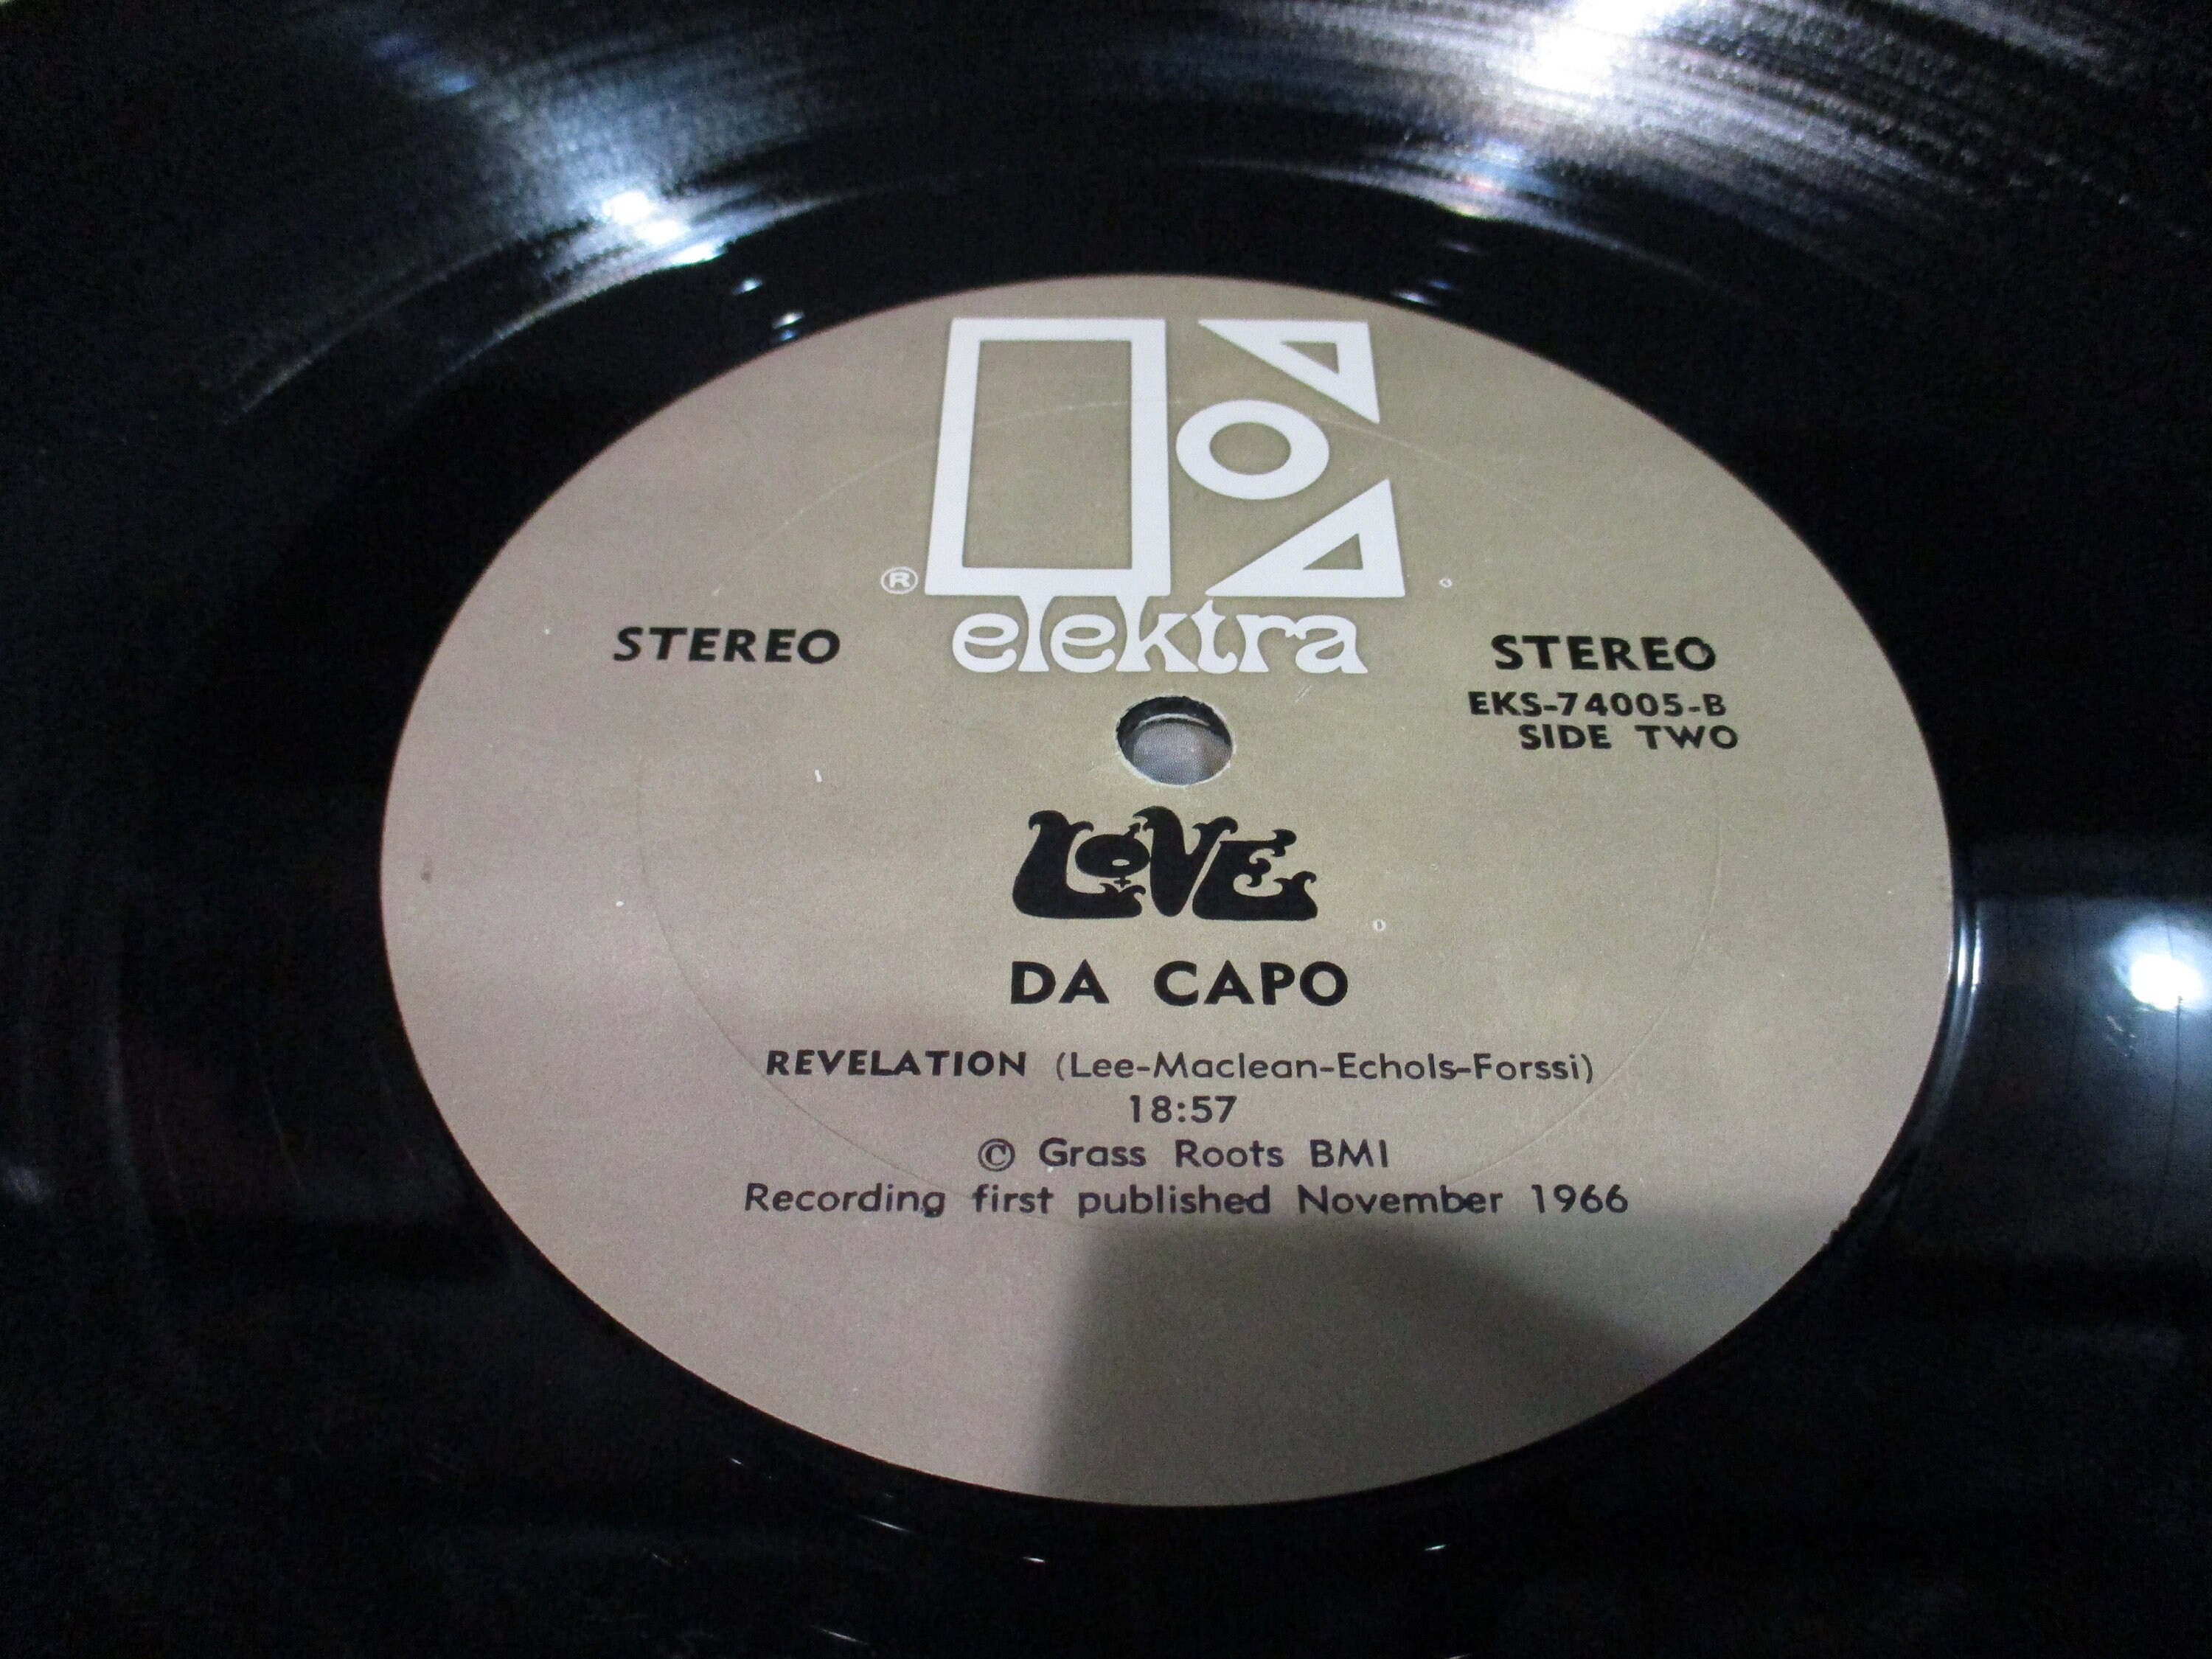 ®
elektra
STEREO
STEREO
EKS-74005-B
SIDE TWO
LOVE
DA CAPO
REVELATION (Lee-Maclean-Echols-Forssi)
18:57
© Grass Roots BMI
Recording first published November 1966